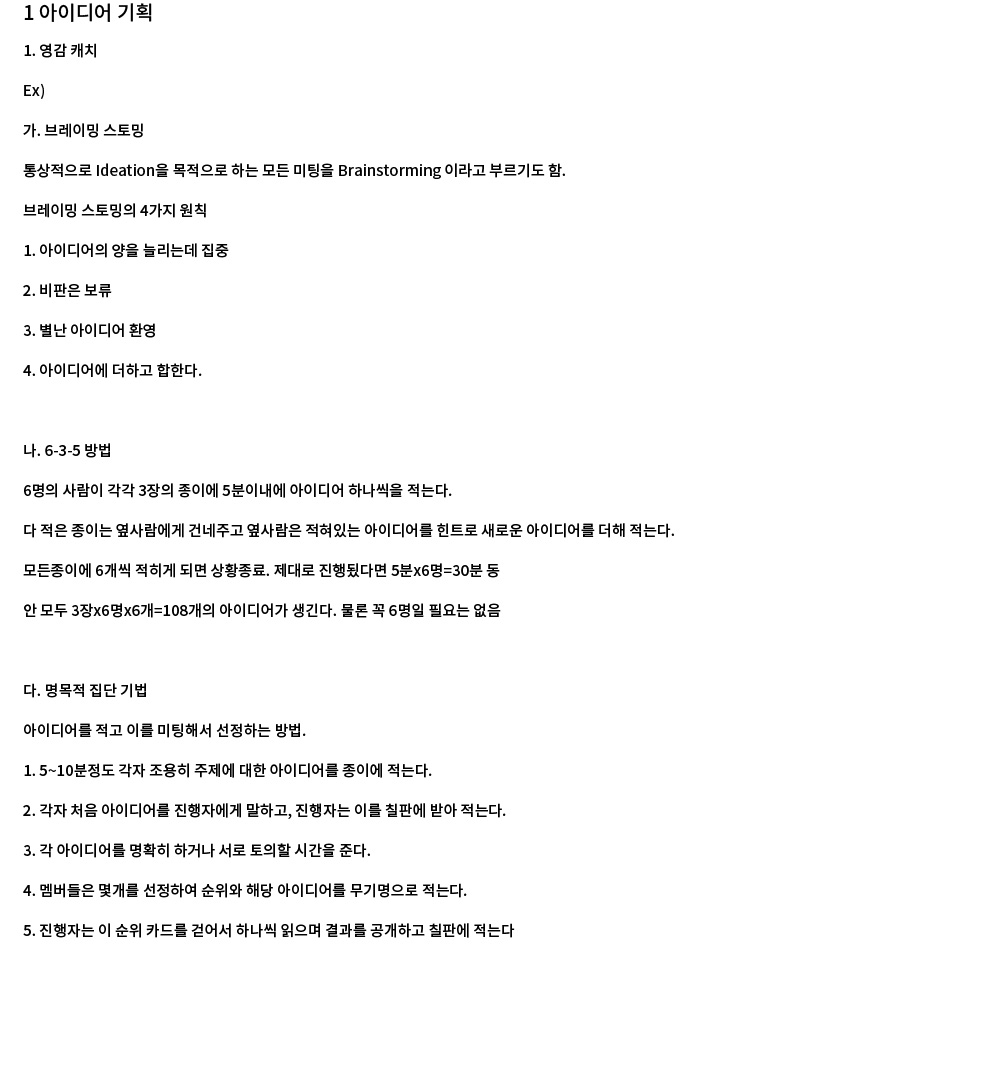 1 아이디어 기획
1. 영감 캐치
Ex)
가. 브레이밍 스토밍
통상적으로 Ideation을 목적으로 하는 모든 미팅을 Brainstorming 이라고 부르기도 함.
브레이밍 스토밍의 4가지 원칙
1. 아이디어의 양을 늘리는데 집중
2. 비판은 보류
3. 별난 아이디어 환영
4. 아이디어에 더하고 합한다.
나. 6-3-5 방법
6명의 사람이 각각 3장의 종이에 5분이내에 아이디어 하나씩을 적는다.
다 적은 종이는 옆사람에게 건네주고 옆사람은 적혀있는 아이디어를 힌트로 새로운 아이디어를 더해 적는다.
모든종이에 6개씩 적히게 되면 상황종료. 제대로 진행됬다면 5분x6명=30분 동
안 모두 3장x6명x6개=108개의 아이디어가 생긴다. 물론 꼭 6명일 필요는 없음
다. 명목적 집단 기법
아이디어를 적고 이를 미팅해서 선정하는 방법.
1. 5~10분정도 각자 조용히 주제에 대한 아이디어를 종이에 적는다.
2. 각자 처음 아이디어를 진행자에게 말하고, 진행자는 이를 칠판에 받아 적는다.
3. 각 아이디어를 명확히 하거나 서로 토의할 시간을 준다.
4. 멤버들은 몇개를 선정하여 순위와 해당 아이디어를 무기명으로 적는다.
5. 진행자는 이 순위 카드를 걷어서 하나씩 읽으며 결과를 공개하고 칠판에 적는다